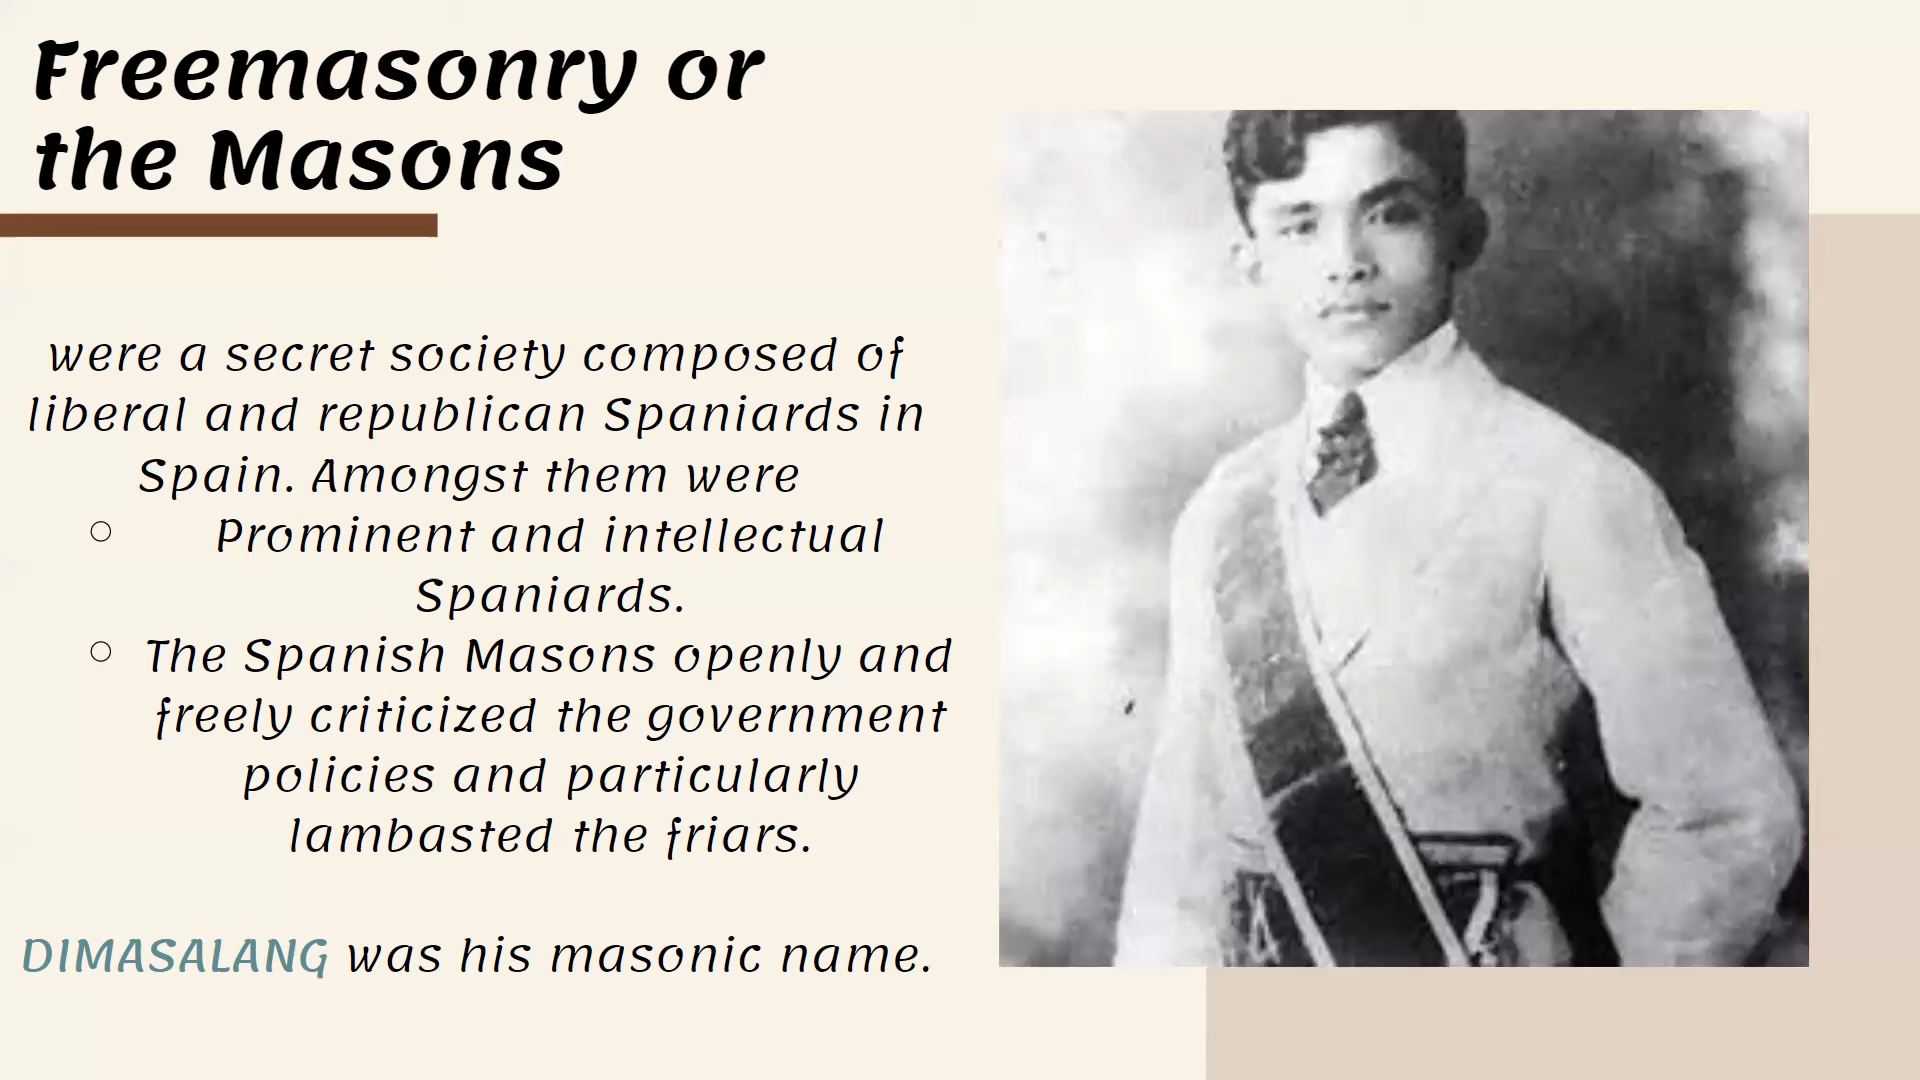 Freemasonry or
the Masons
were a secret society composed of
liberal and republican Spaniards in
Spain. Amongst them were
○ Prominent and intellectual
Spaniards.
○ The Spanish Masons openly and
freely criticized the government
policies and particularly
lambasted the friars.
DIMASALANG was his masonic name.